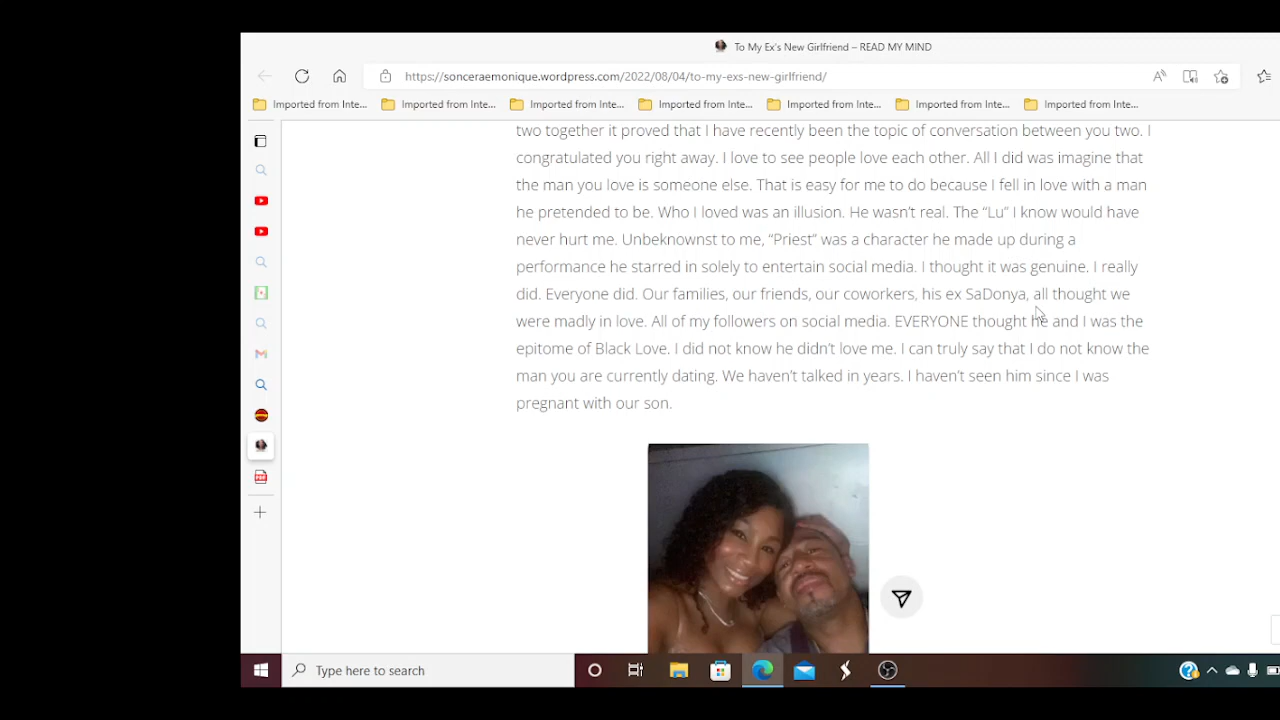 To My Ex's New Girlfriend – READ MY MIND
https://sonceraemonique.wordpress.com/2022/08/04/to-my-exs-new-girlfriend/
Imported from Inte... Imported from Inte... Imported from Inte... Imported from Inte... Imported from Inte... Imported from Inte... Imported from Inte...
two together it proved that I have recently been the topic of conversation between you two. I
congratulated you right away. I love to see people love each other. All I did was imagine that
the man you love is someone else. That is easy for me to do because I fell in love with a man
he pretended to be. Who I loved was an illusion. He wasn't real. The “Lu” I know would have
never hurt me. Unbeknownst to me, “Priest” was a character he made up during a
performance he starred in solely to entertain social media. I thought it was genuine. I really
did. Everyone did. Our families, our friends, our coworkers, his ex SaDonya, all thought we
were madly in love. All of my followers on social media. EVERYONE thought he and I was the
epitome of Black Love. I did not know he didn't love me. I can truly say that I do not know the
man you are currently dating. We haven't talked in years. I haven't seen him since I was
pregnant with our son.
Type here to search